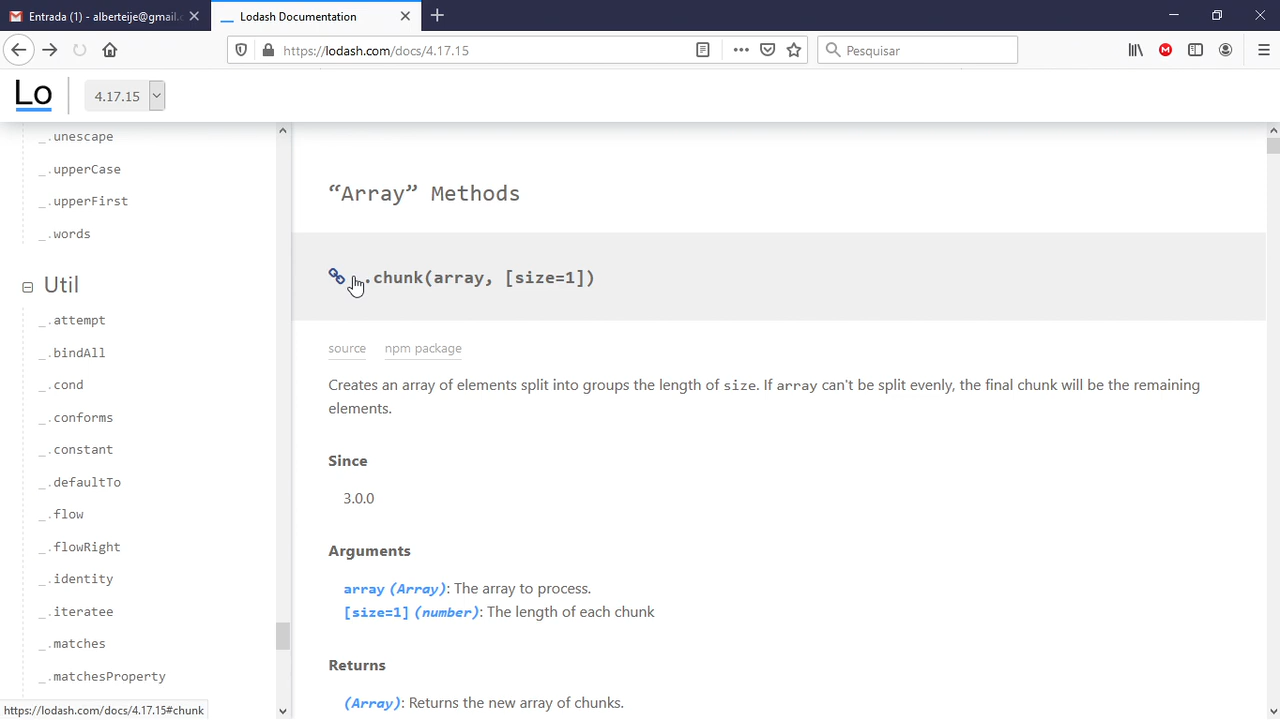 Entrada (1) - alberteije@gmail.c
Lodash Documentation
https://lodash.com/docs/4.17.15
Pesquisar
Lo
4.17.15
_.unescape
_.upperCase
_.upperFirst
_.words
Util
_.attempt
_.bindAll
_.cond
_.conforms
_.constant
_.defaultTo
_.flow
_.flowRight
_.identity
_.iteratee
_.matches
_.matchesProperty
https://lodash.com/docs/4.17.15#chunk
“Array” Methods
.chunk(array, [size=1])
source npm package
Creates an array of elements split into groups the length of size. If array can't be split evenly, the final chunk will be the remaining
elements.
Since
3.0.0
Arguments
array (Array): The array to process.
[size=1] (number): The length of each chunk
Returns
(Array): Returns the new array of chunks.